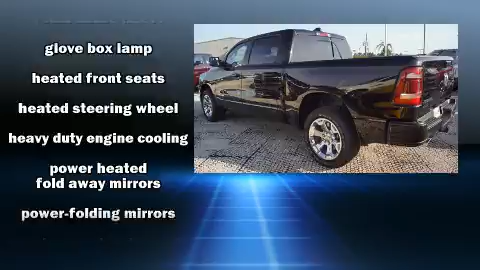 glove box lamp
heated front seats
heated steering wheel
heavy duty engine cooling
power heated
fold away mirrors
power-folding mirrors